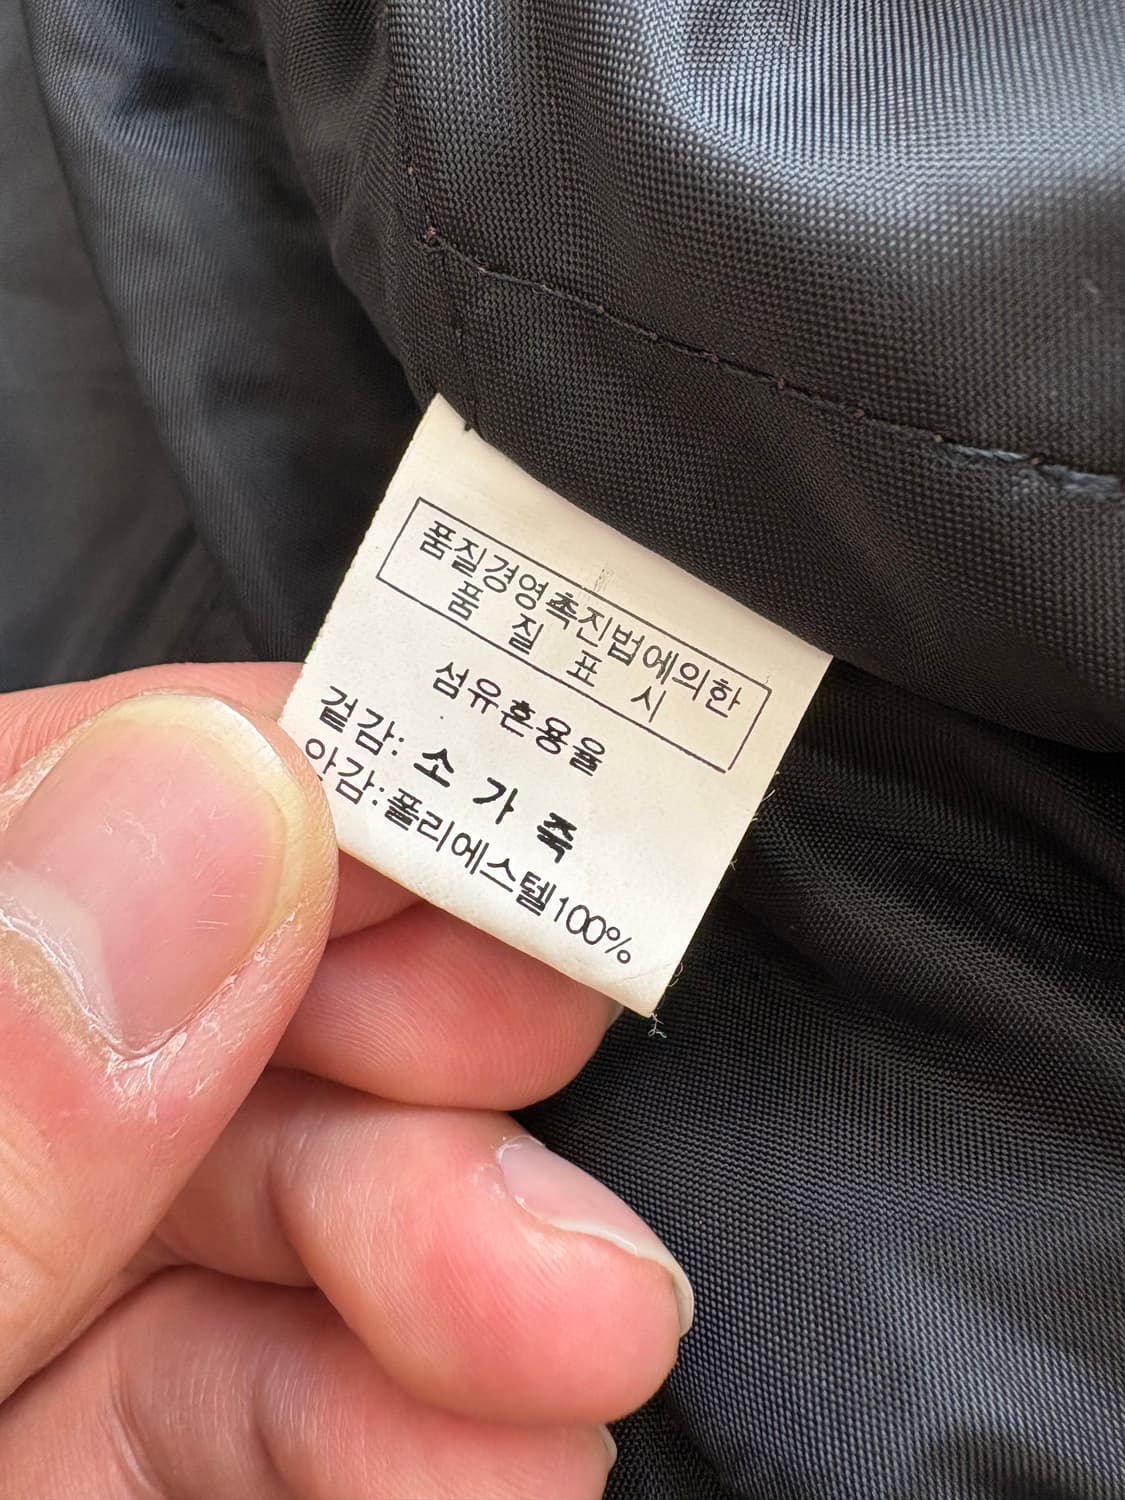 품질경영촉진법에의한
품 질 표 시
섬유혼용율
겉감: 소 가 죽
안감:폴리에스텔100%